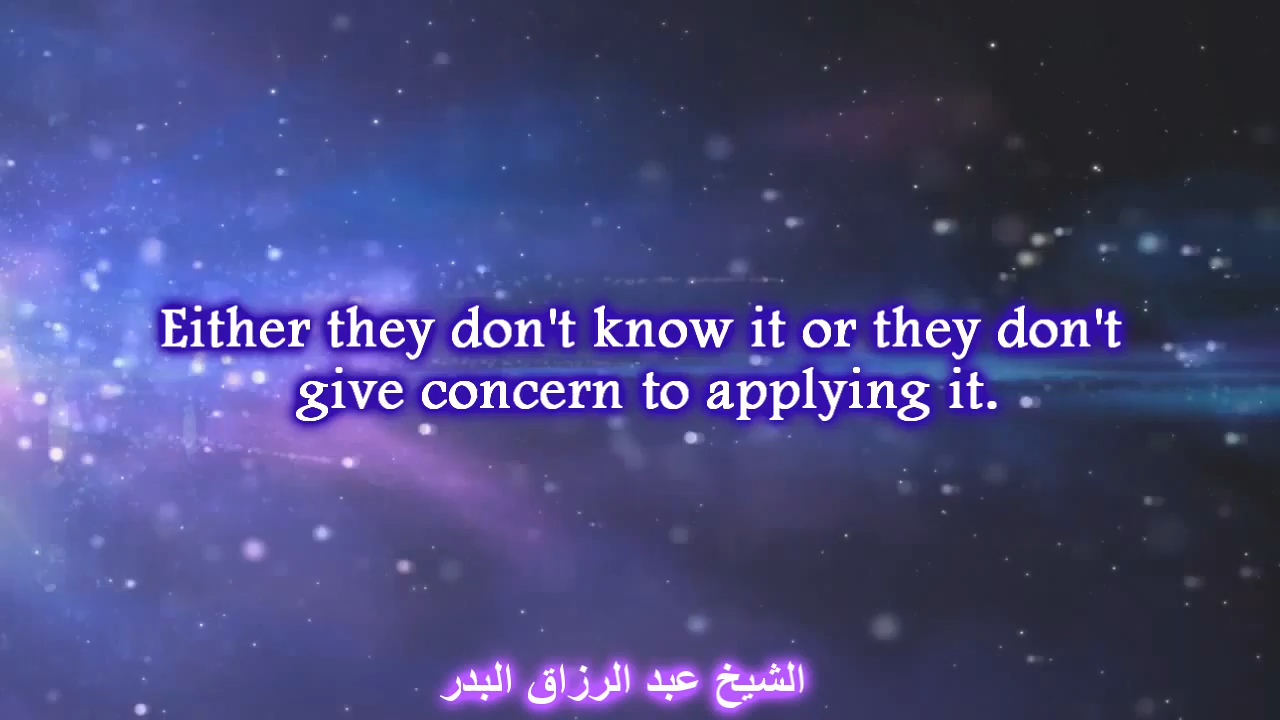 Either they don't know it or they don't
give concern to applying it.
الشيخ عبد الرزاق البدر